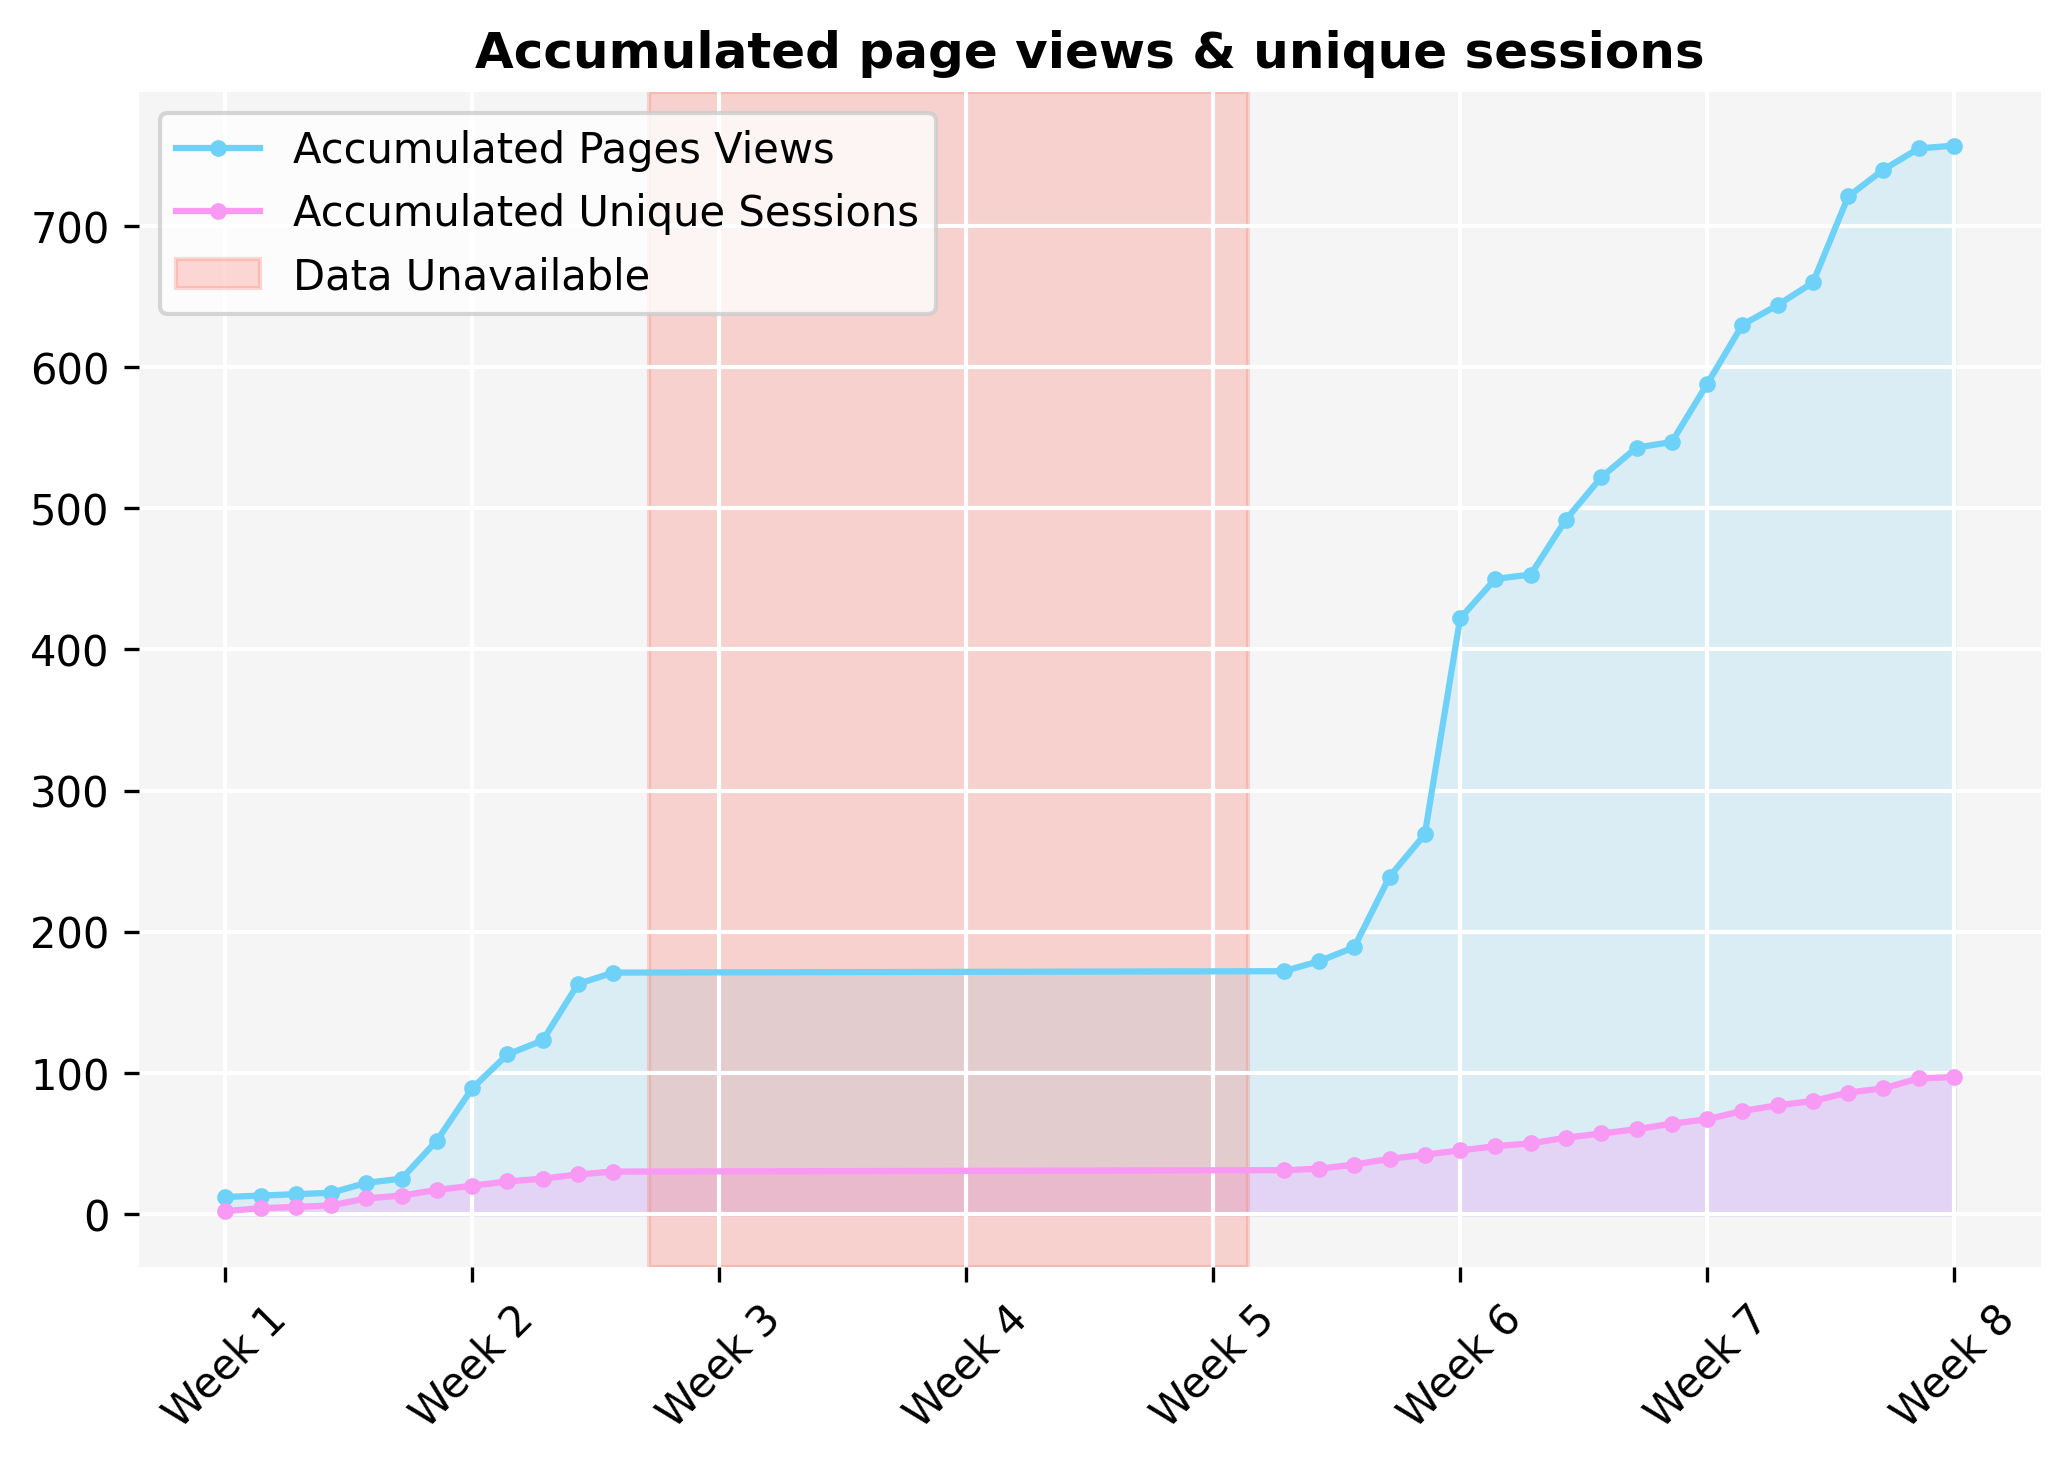 Accumulated page views & unique sessions
Accumulated Pages Views
Accumulated Unique Sessions
Data Unavailable
700
600
500
400
300
200
100
0
Week 1
Week 2
Week 3
Week 4
Week 5
Week 6
Week 7
Week 8